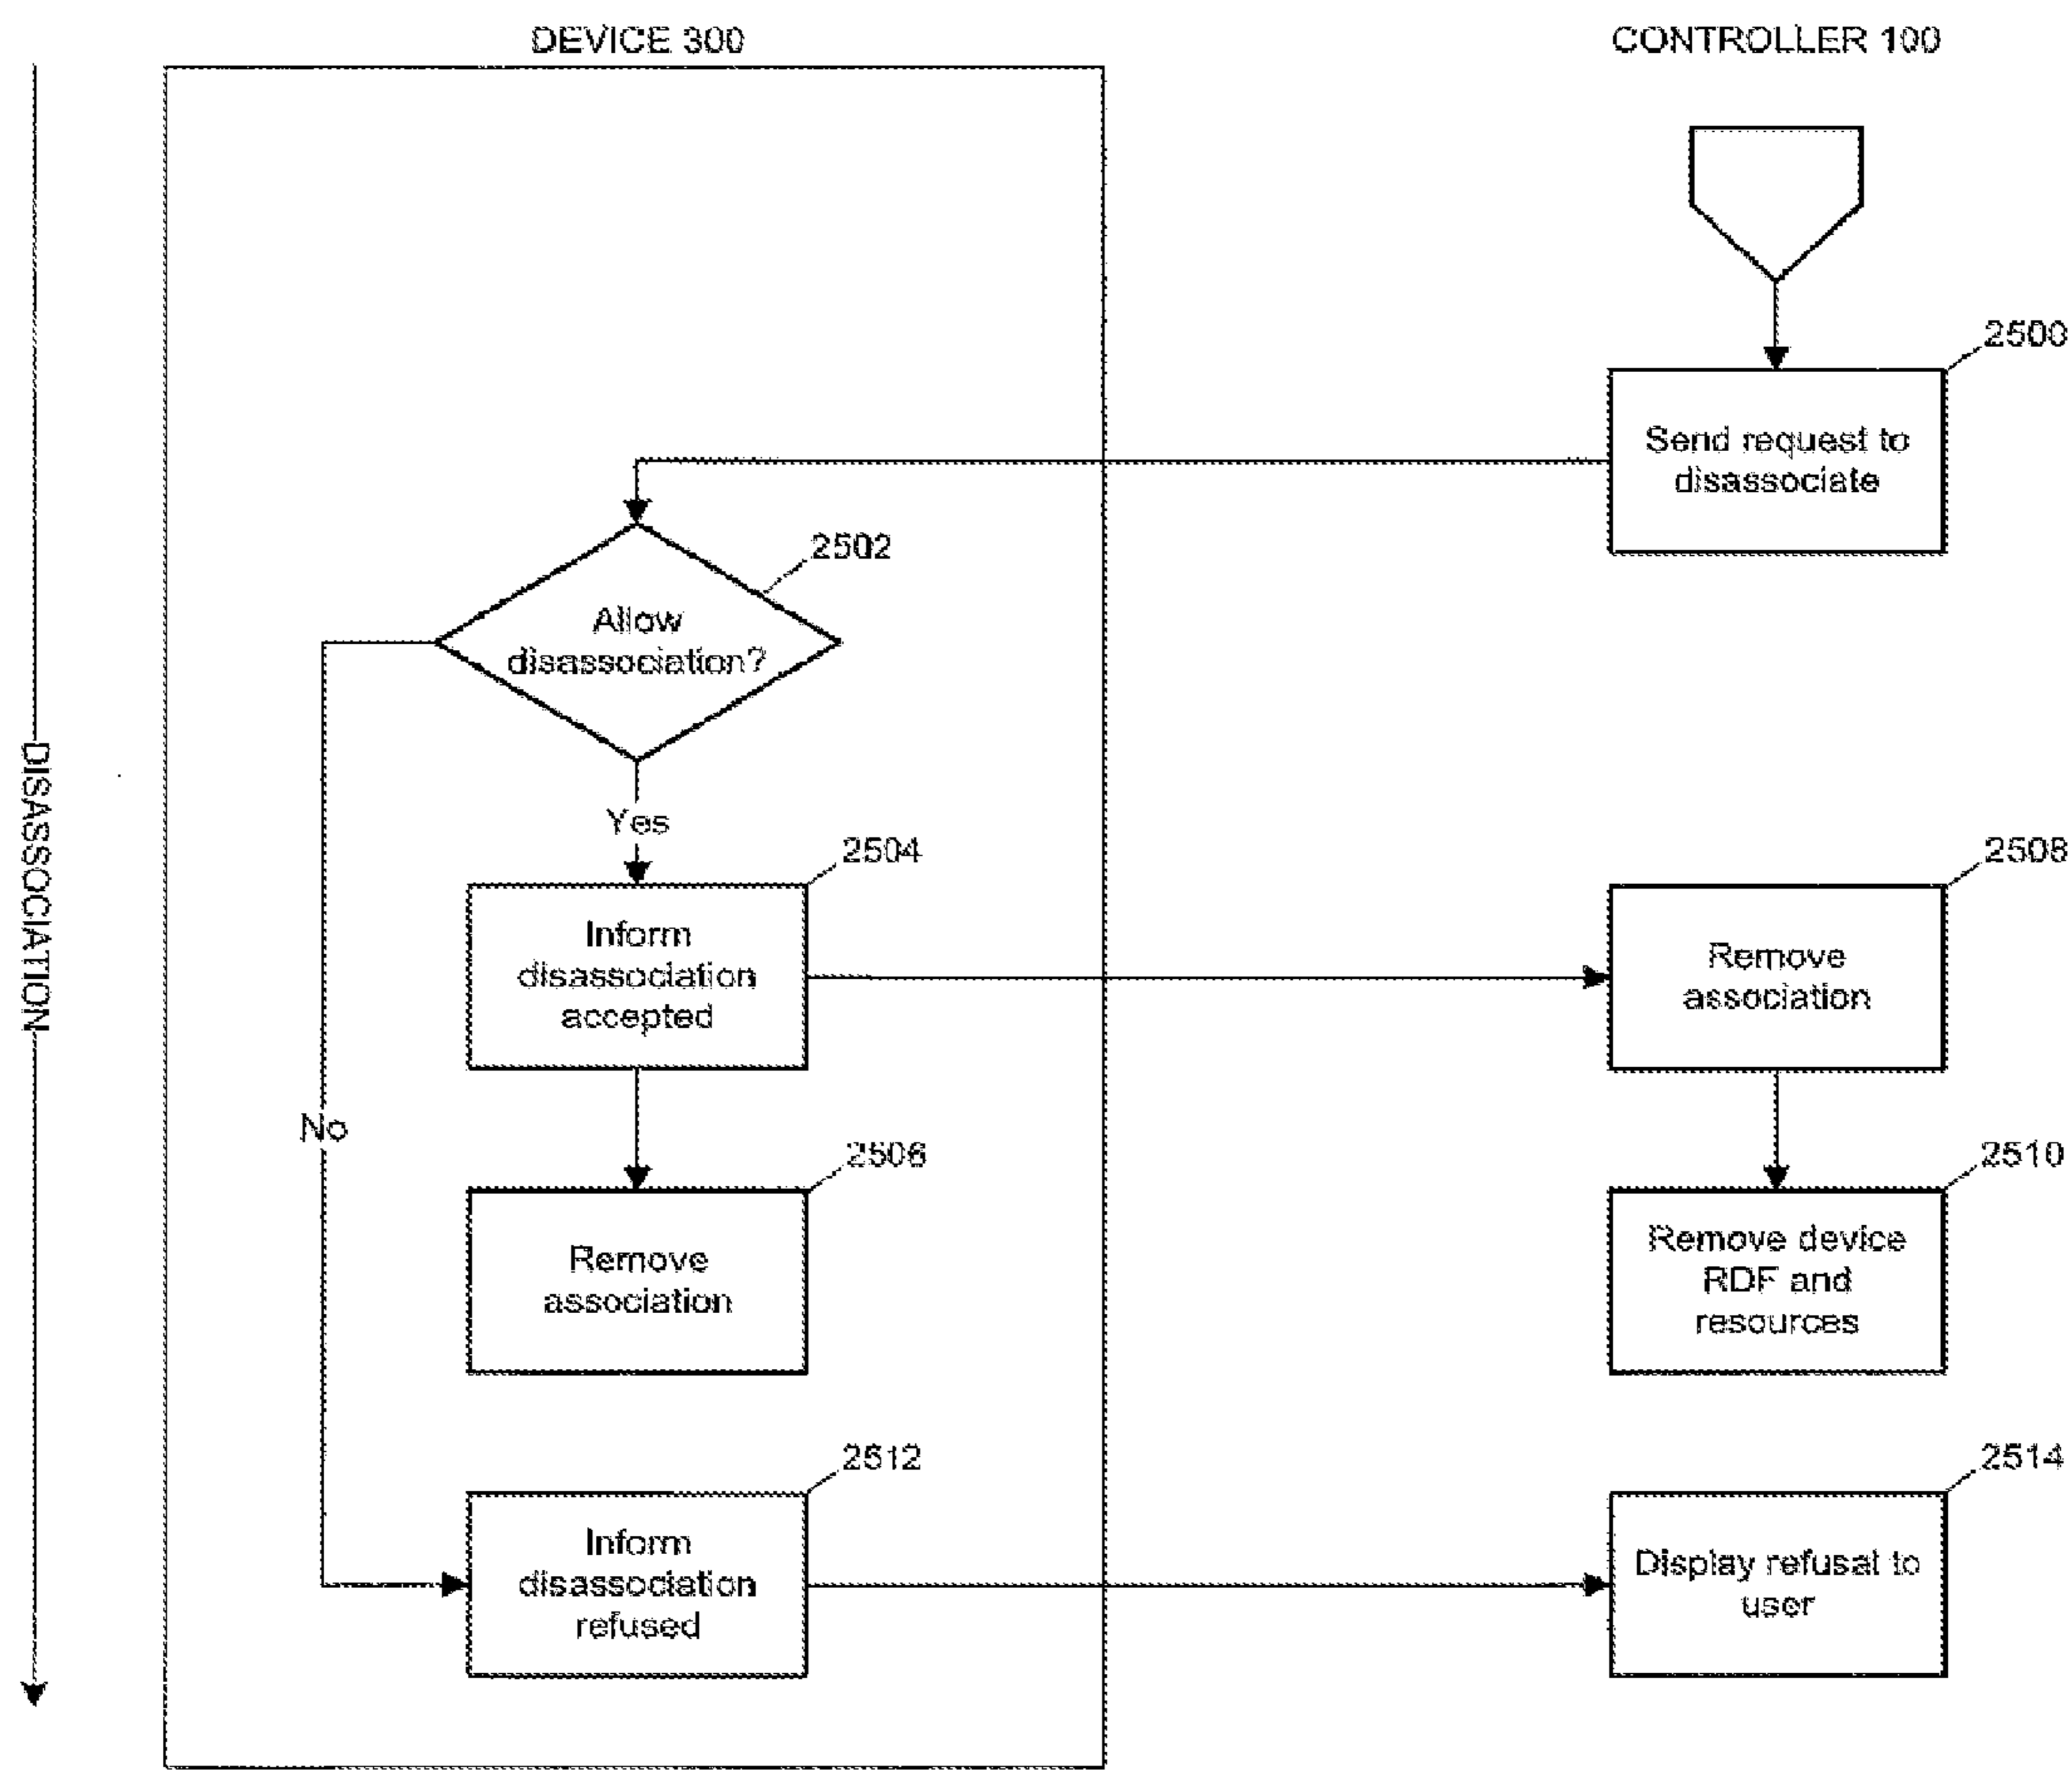 DEVICE 300
CONTROLLER 100
2500
Send request to
disassociate
2502
Allow
disassociation?
Yes
No
DISASSOCIATION
2504
Inform
disassociation
accepted
2508
Remove
association
2506
Remove
association
2510
Remove device
RDF and
resources
2512
Inform
disassociation
refused
2514
Display refusal to
user